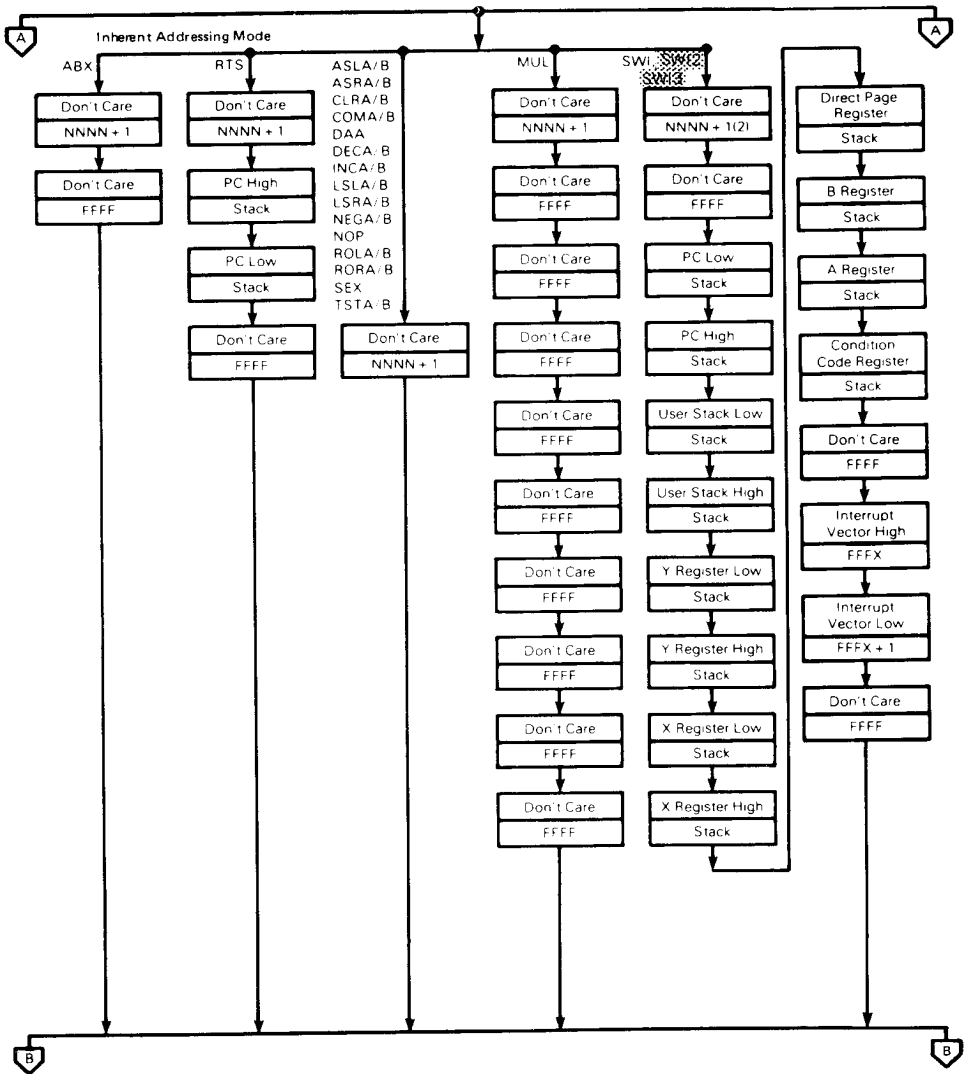 A
A
Inherent Addressing Mode
ABX
Don't Care
NNNN + 1
Don't Care
FFFF
RTS
Don't Care
NNNN + 1
PC High
Stack
PC Low
Stack
Don't Care
FFFF
ASLA/B
ASRA/B
CLRA/B
COMA/B
DAA
DECA/B
INCA/B
LSLA/B
LSRA/B
NEGA/B
NOP
ROLA/B
RORA/B
SEX
TSTA/B
Don't Care
NNNN + 1
MUL
Don't Care
NNNN + 1
Don't Care
FFFF
Don't Care
FFFF
Don't Care
FFFF
Don't Care
FFFF
Don't Care
FFFF
Don't Care
FFFF
Don't Care
FFFF
Don't Care
FFFF
Don't Care
FFFF
SWI, SWI2
SWI3
Don't Care
NNNN + 1(2)
Don't Care
FFFF
PC Low
Stack
PC High
Stack
User Stack Low
Stack
User Stack High
Stack
Y Register Low
Stack
Y Register High
Stack
X Register Low
Stack
X Register High
Stack
Direct Page
Register
Stack
B Register
Stack
A Register
Stack
Condition
Code Register
Stack
Don't Care
FFFF
Interrupt
Vector High
FFFX
Interrupt
Vector Low
FFFX + 1
Don't Care
FFFF
B
B